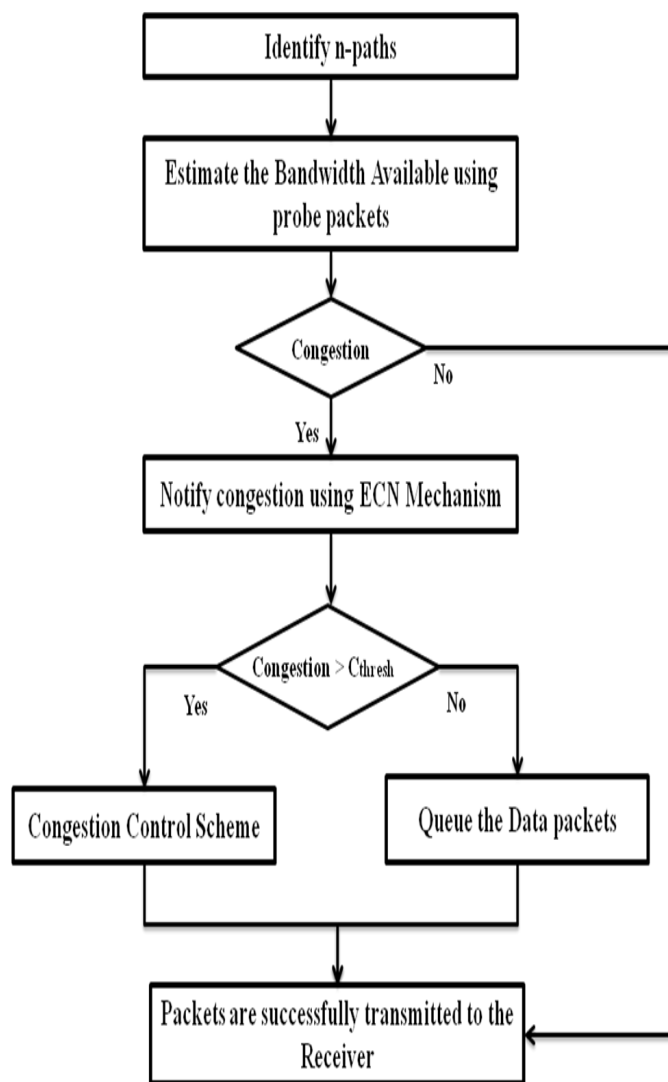 Identify n-paths
Estimate the Bandwidth Available using
probe packets
Congestion
No
Yes
Notify congestion using ECN Mechanism
Congestion > Cthresh
Yes
No
Congestion Control Scheme
Queue the Data packets
Packets are successfully transmitted to the
Receiver